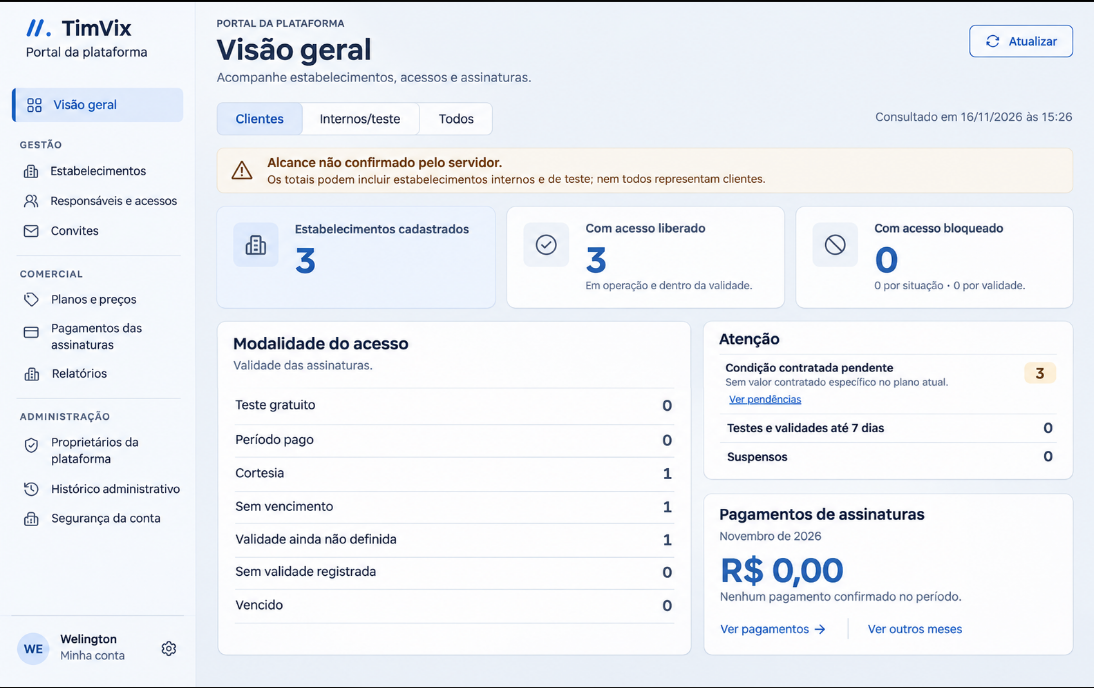 TimVix
Portal da plataforma
Visão geral
GESTÃO
Estabelecimentos
Responsáveis e acessos
Convites
COMERCIAL
Planos e preços
Pagamentos das
assinaturas
Relatórios
ADMINISTRAÇÃO
Proprietários da
plataforma
Histórico administrativo
Segurança da conta
WE
Welington
Minha conta
PORTAL DA PLATAFORMA
Visão geral
Acompanhe estabelecimentos, acessos e assinaturas.
Atualizar
Clientes
Internos/teste
Todos
Consultado em 16/11/2026 às 15:26
Alcance não confirmado pelo servidor.
Os totais podem incluir estabelecimentos internos e de teste; nem todos representam clientes.
Estabelecimentos cadastrados
3
Com acesso liberado
3
Em operação e dentro da validade.
Com acesso bloqueado
0
0 por situação • 0 por validade.
Modalidade do acesso
Validade das assinaturas.
Teste gratuito 0
Período pago 0
Cortesia 1
Sem vencimento 1
Validade ainda não definida 1
Sem validade registrada 0
Vencido 0
Atenção
Condição contratada pendente 3
Sem valor contratado específico no plano atual.
Ver pendências
Testes e validades até 7 dias 0
Suspensos 0
Pagamentos de assinaturas
Novembro de 2026
R$ 0,00
Nenhum pagamento confirmado no período.
Ver pagamentos →
Ver outros meses